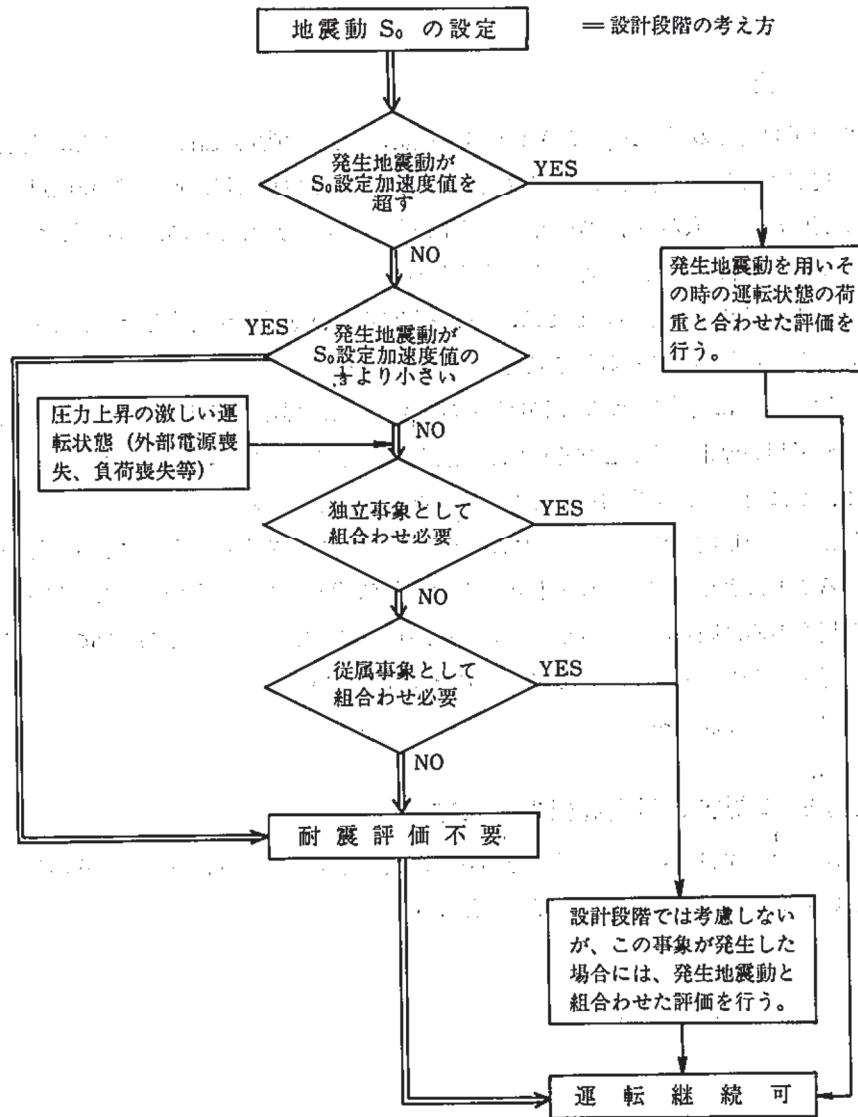 地震動 S₀ の設定
＝設計段階の考え方
発生地震動が
S₀設定加速度値を
超す
YES
NO
発生地震動を用いそ
の時の運転状態の荷
重と合わせた評価を
行う。
YES
発生地震動が
S₀設定加速度値の
1/3より小さい
NO
圧力上昇の激しい運
転状態（外部電源喪
失、負荷喪失等）
独立事象として
組合わせ必要
YES
NO
従属事象として
組合わせ必要
YES
NO
耐震評価不要
設計段階では考慮しない
が、この事象が発生した
場合には、発生地震動と
組合わせた評価を行う。
運転継続可